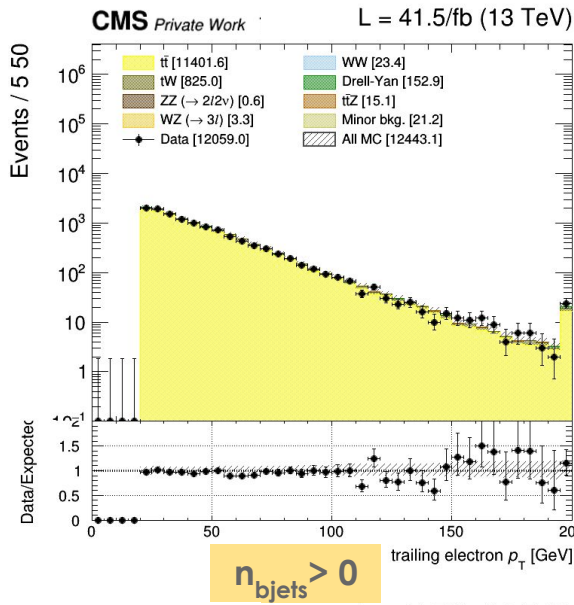 CMS Private Work L = 41.5/fb (13 TeV)
Events / 5 50
tt̄ [11401.6] WW [23.4]
tW [825.0] Drell-Yan [152.9]
ZZ (→ 2l2ν) [0.6] tt̄Z [15.1]
WZ (→ 3l) [3.3] Minor bkg. [21.2]
Data [12059.0] All MC [12443.1]
10⁶
10⁵
10⁴
10³
10²
10
1
10⁻¹
Data/Expected
2
1.5
1
0.5
0
0 50 100 150 200
trailing electron p_T [GeV]
n_bjets > 0